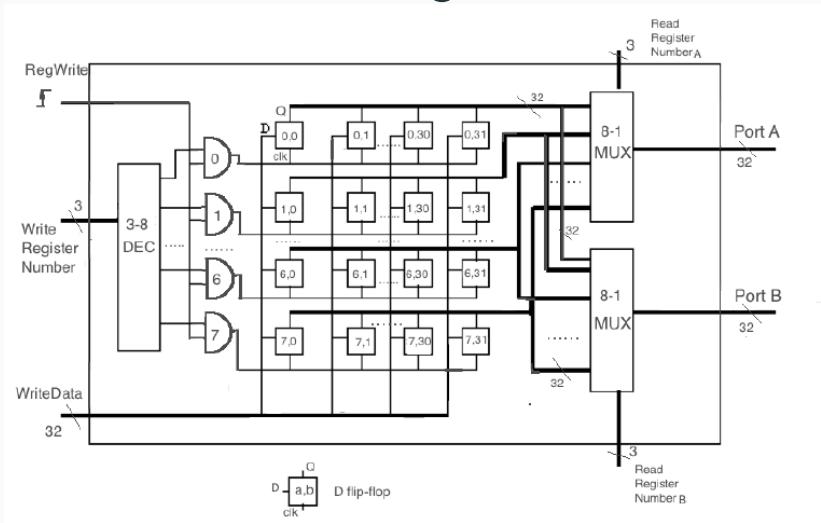 Read
Register
Number A
3
RegWrite
32
Q
D
0,0
0,1
......
0,30
0,31
clk
8-1
MUX
Port A
32
0
3
3-8
DEC
Write
Register
Number
1
1,0
1,1
......
1,30
1,31
.......
32
.....
......
......
......
......
6
6,0
6,1
......
6,30
6,31
8-1
MUX
Port B
32
7
7,0
......
7,1
7,30
7,31
......
32
WriteData
32
3
Read
Register
Number B
Q
D
a,b
D flip-flop
clk